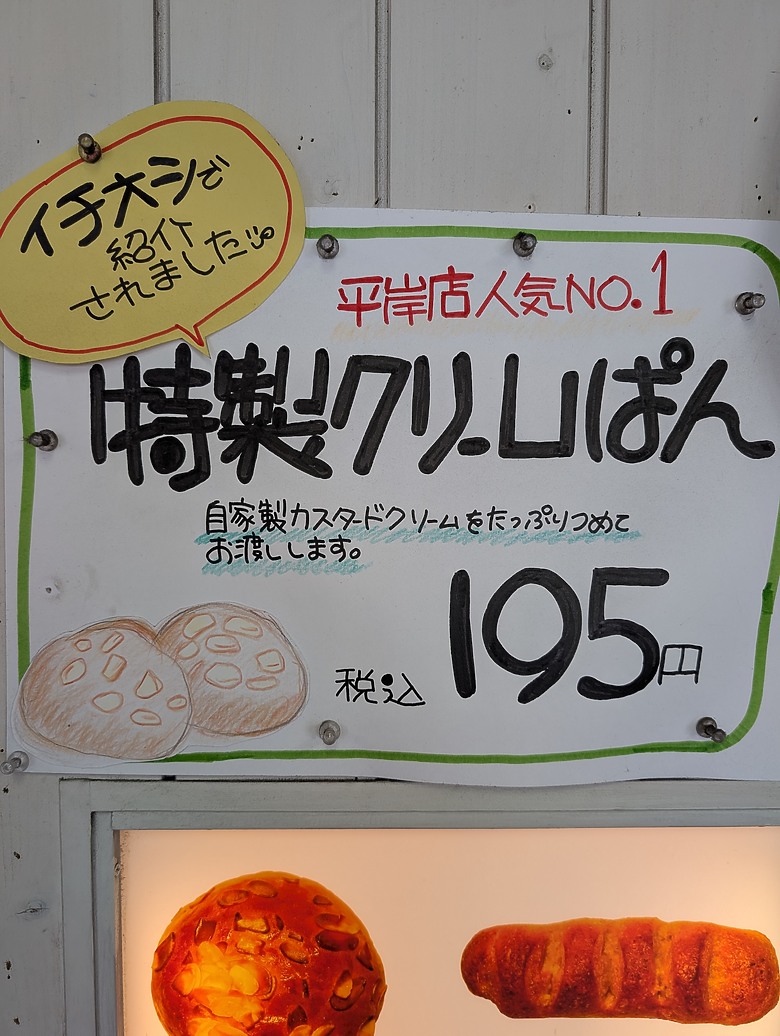 イチオシで
紹介
されました
平岸店人気NO.1
特製クリームぱん
自家製カスタードクリームをたっぷりつめて
お渡しします。
税込 195円